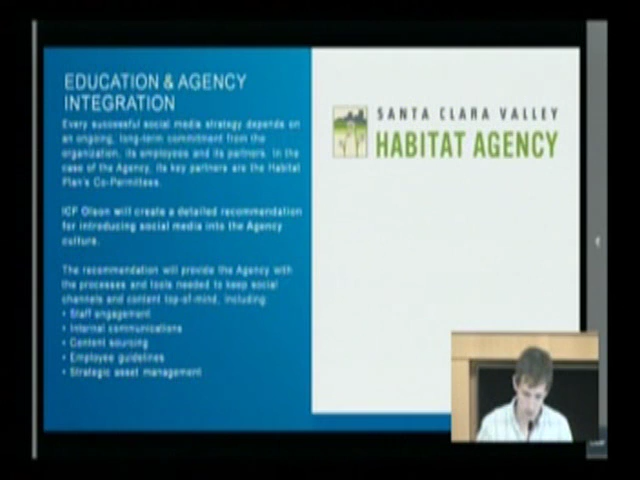 EDUCATION & AGENCY
INTEGRATION
Every successful social media strategy depends on
an ongoing, long-term commitment from the
organization, its employees and its partners. In the
case of the Agency, its key partners are the Habitat
Plan's Co-Permittees.
ICF Olson will create a detailed recommendation
for introducing social media into the Agency
culture.
The recommendation will provide the Agency with
the processes and tools needed to keep social
channels and content top-of-mind, including:
• Staff engagement
• Internal communications
• Content sourcing
• Employee guidelines
• Strategic asset management
SANTA CLARA VALLEY
HABITAT AGENCY